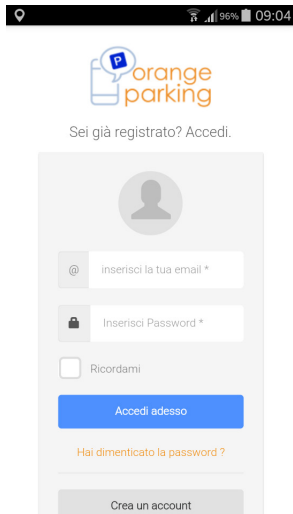 96% 09:04
P
orange
parking
Sei già registrato? Accedi.
@ inserisci la tua email *
Inserisci Password *
Ricordami
Accedi adesso
Hai dimenticato la password ?
Crea un account